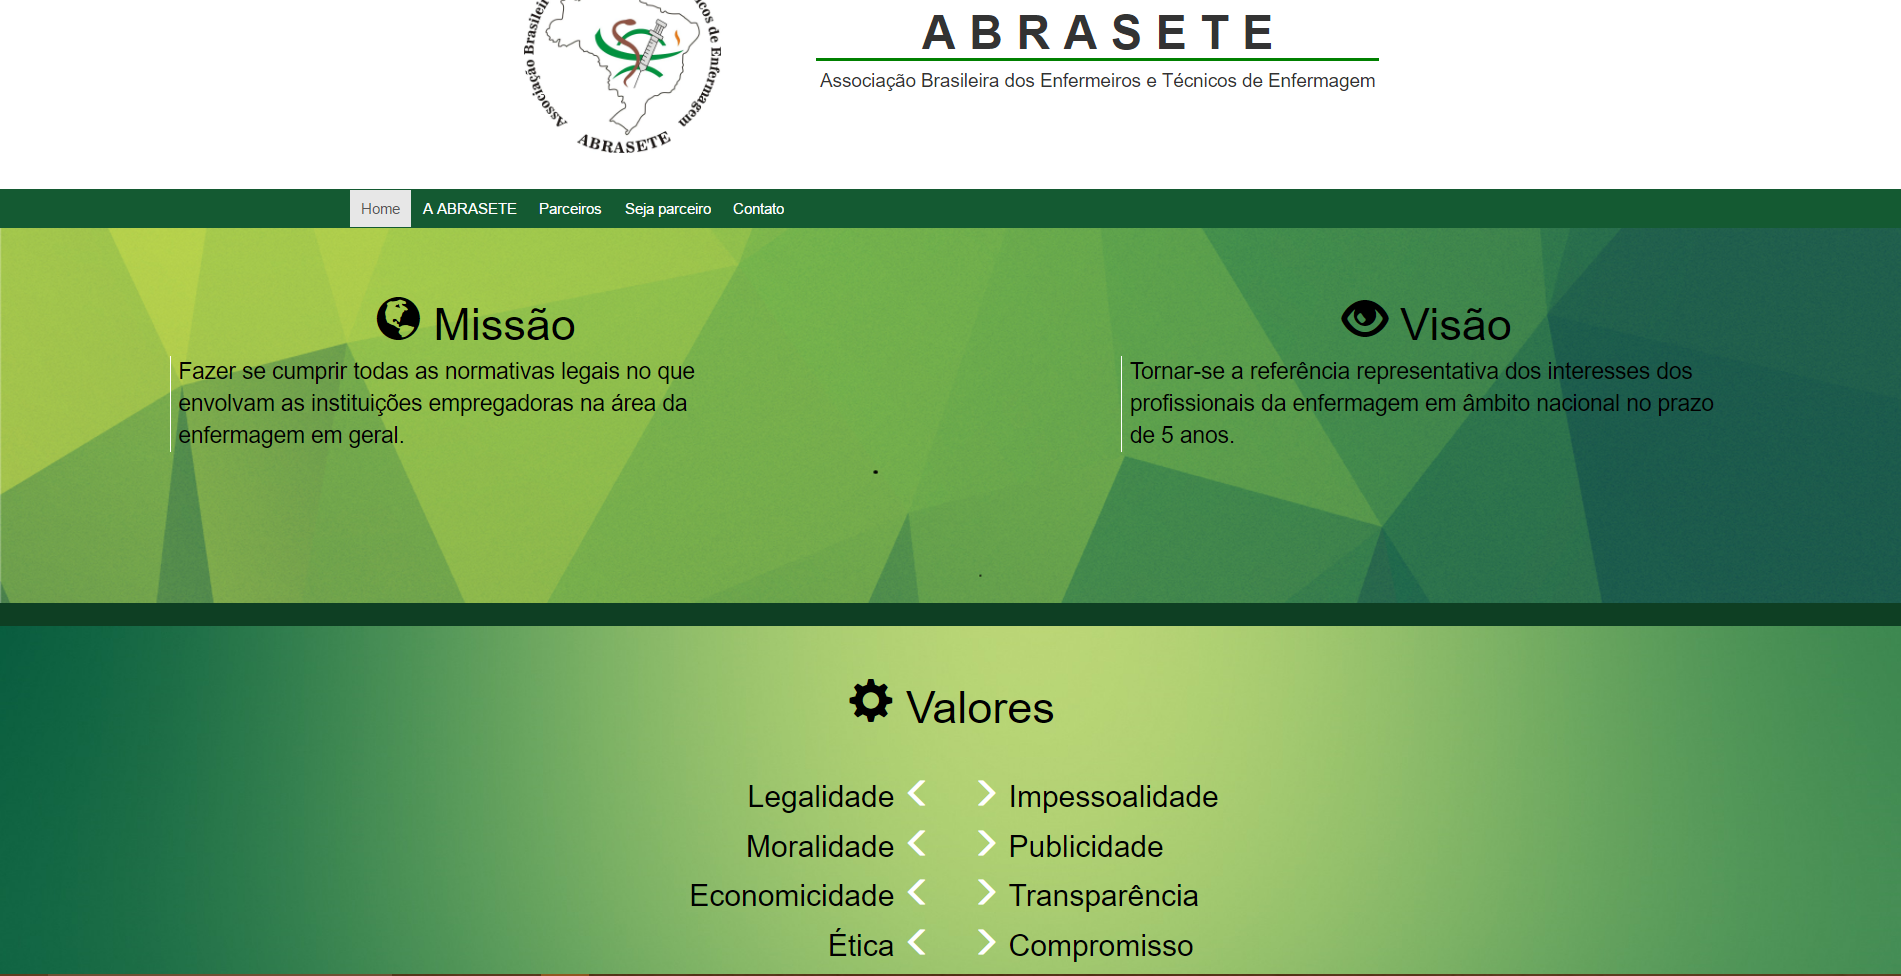 Associação Brasileir
icos de Enfermagem
ABRASETE
ABRASETE
Associação Brasileira dos Enfermeiros e Técnicos de Enfermagem
Home A ABRASETE Parceiros Seja parceiro Contato
Missão
Fazer se cumprir todas as normativas legais no que
envolvam as instituições empregadoras na área da
enfermagem em geral.
Visão
Tornar-se a referência representativa dos interesses dos
profissionais da enfermagem em âmbito nacional no prazo
de 5 anos.
Valores
Legalidade Impessoalidade
Moralidade Publicidade
Economicidade Transparência
Ética Compromisso